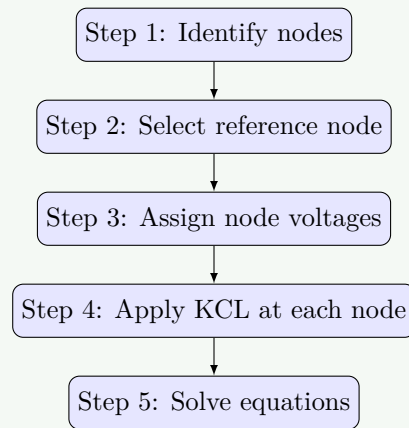 Step 1: Identify nodes
Step 2: Select reference node
Step 3: Assign node voltages
Step 4: Apply KCL at each node
Step 5: Solve equations